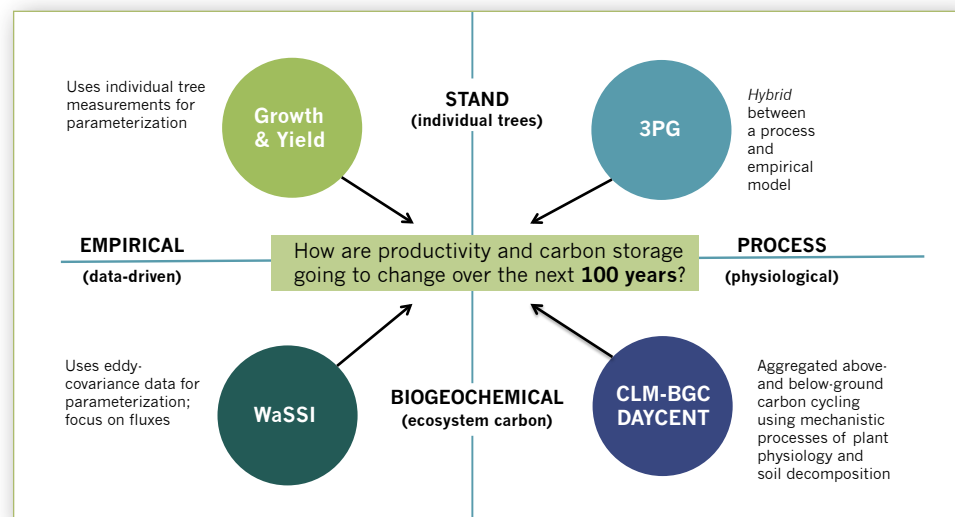 Uses individual tree
measurements for
parameterization
Growth
& Yield
STAND
(individual trees)
3PG
Hybrid
between
a process
and
empirical
model
EMPIRICAL
(data-driven)
How are productivity and carbon storage
going to change over the next 100 years?
PROCESS
(physiological)
Uses eddy-
covariance data for
parameterization;
focus on fluxes
WaSSI
BIOGEOCHEMICAL
(ecosystem carbon)
CLM-BGC
DAYCENT
Aggregated above-
and below-ground
carbon cycling
using mechanistic
processes of plant
physiology and
soil decomposition